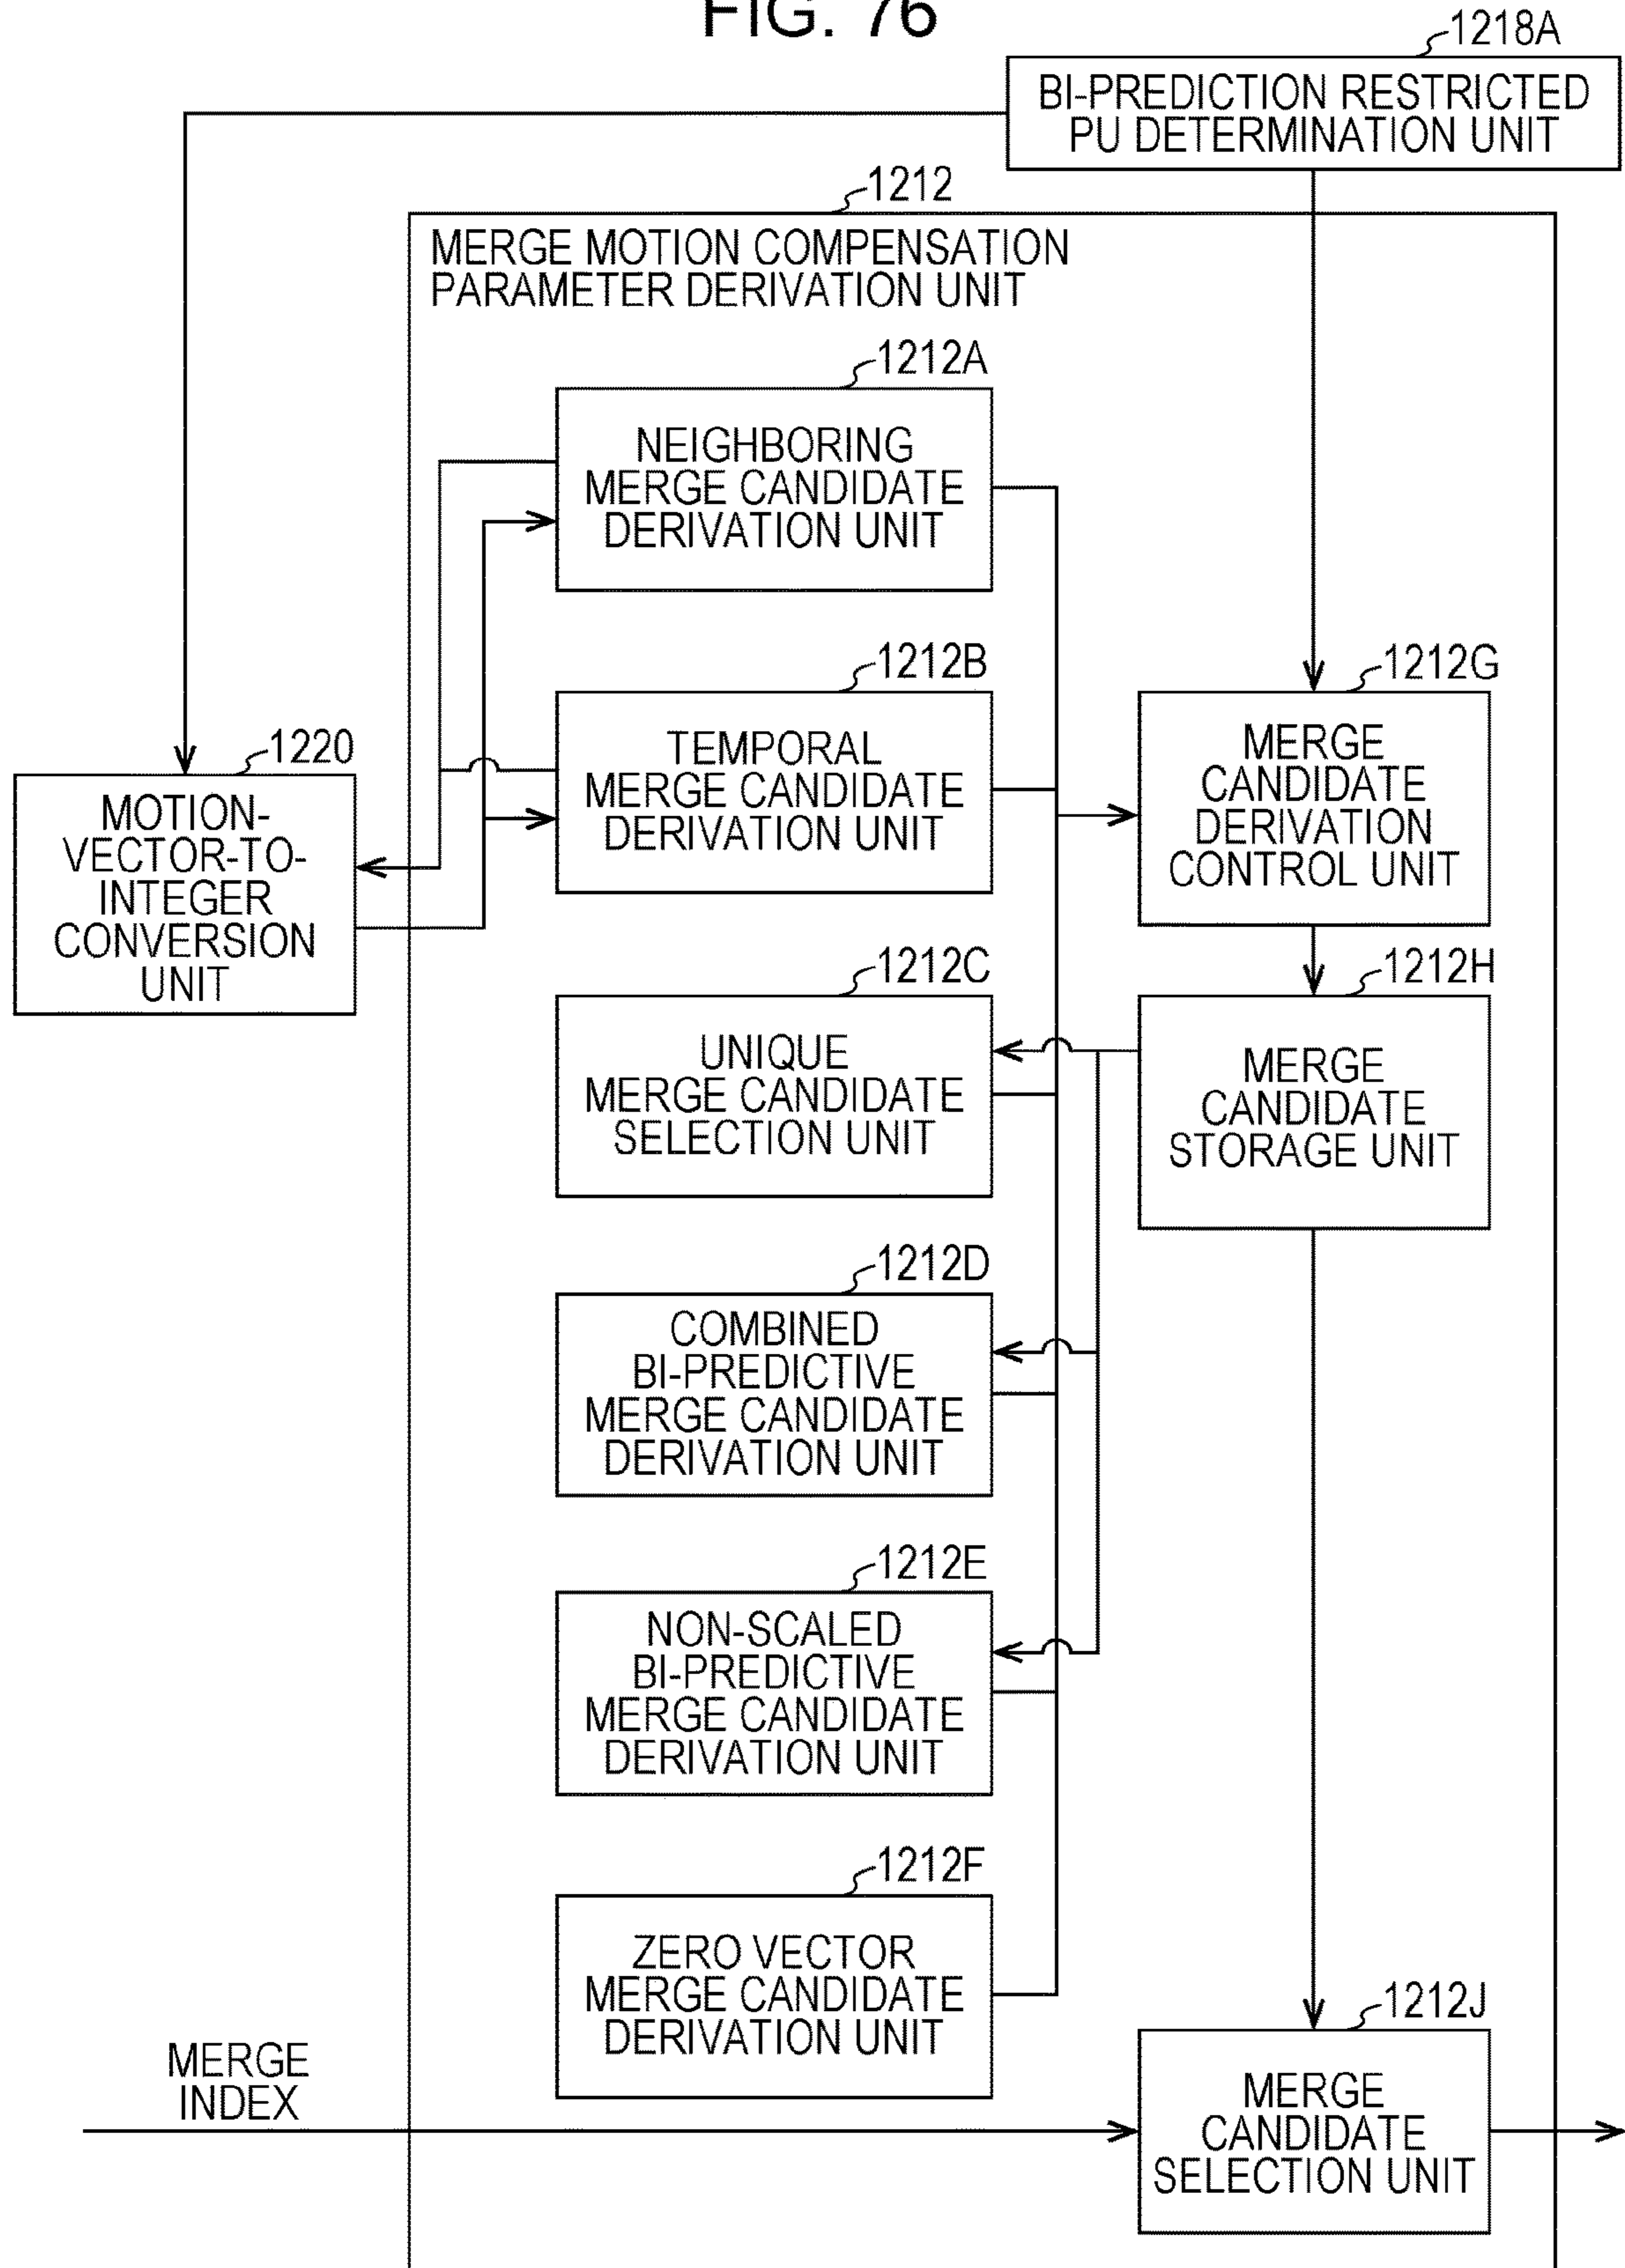 FIG. 76
1218A
BI-PREDICTION RESTRICTED
PU DETERMINATION UNIT
1212
MERGE MOTION COMPENSATION
PARAMETER DERIVATION UNIT
1212A
NEIGHBORING
MERGE CANDIDATE
DERIVATION UNIT
1212B
TEMPORAL
MERGE CANDIDATE
DERIVATION UNIT
1212G
MERGE
CANDIDATE
DERIVATION
CONTROL UNIT
1220
MOTION-
VECTOR-TO-
INTEGER
CONVERSION
UNIT
1212C
UNIQUE
MERGE CANDIDATE
SELECTION UNIT
1212H
MERGE
CANDIDATE
STORAGE UNIT
1212D
COMBINED
BI-PREDICTIVE
MERGE CANDIDATE
DERIVATION UNIT
1212E
NON-SCALED
BI-PREDICTIVE
MERGE CANDIDATE
DERIVATION UNIT
1212F
ZERO VECTOR
MERGE CANDIDATE
DERIVATION UNIT
MERGE
INDEX
1212J
MERGE
CANDIDATE
SELECTION UNIT